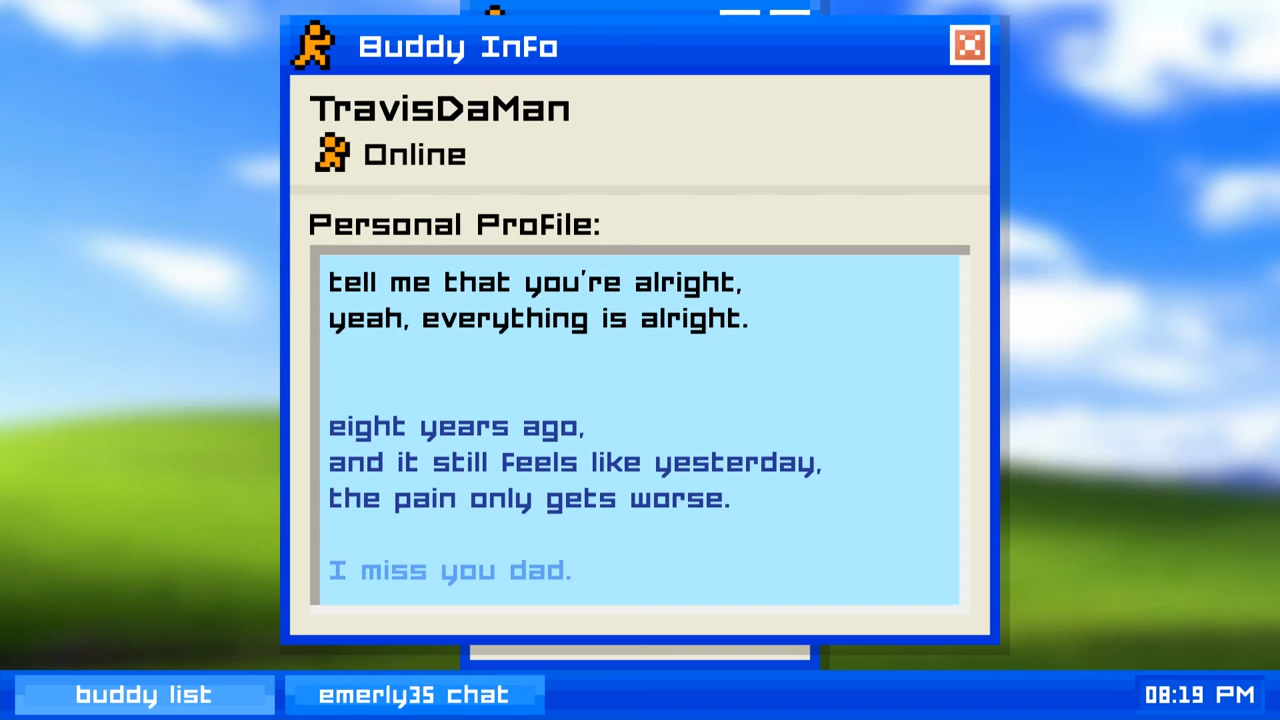 Buddy Info
TravisDaMan
Online
Personal Profile:
tell me that you're alright,
yeah, everything is alright.
eight years ago,
and it still feels like yesterday,
the pain only gets worse.
I miss you dad.
buddy list
emerly35 chat
08:19 PM